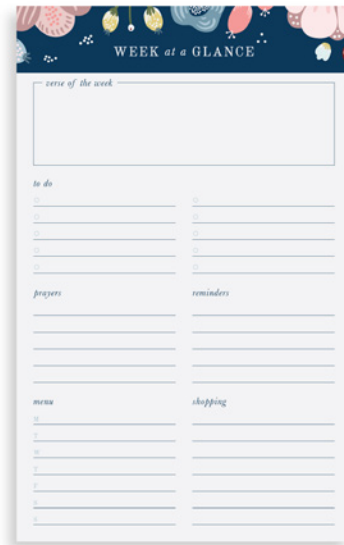 WEEK at a GLANCE
verse of the week
to do
prayers
reminders
menu
shopping
M
T
W
T
F
S
S